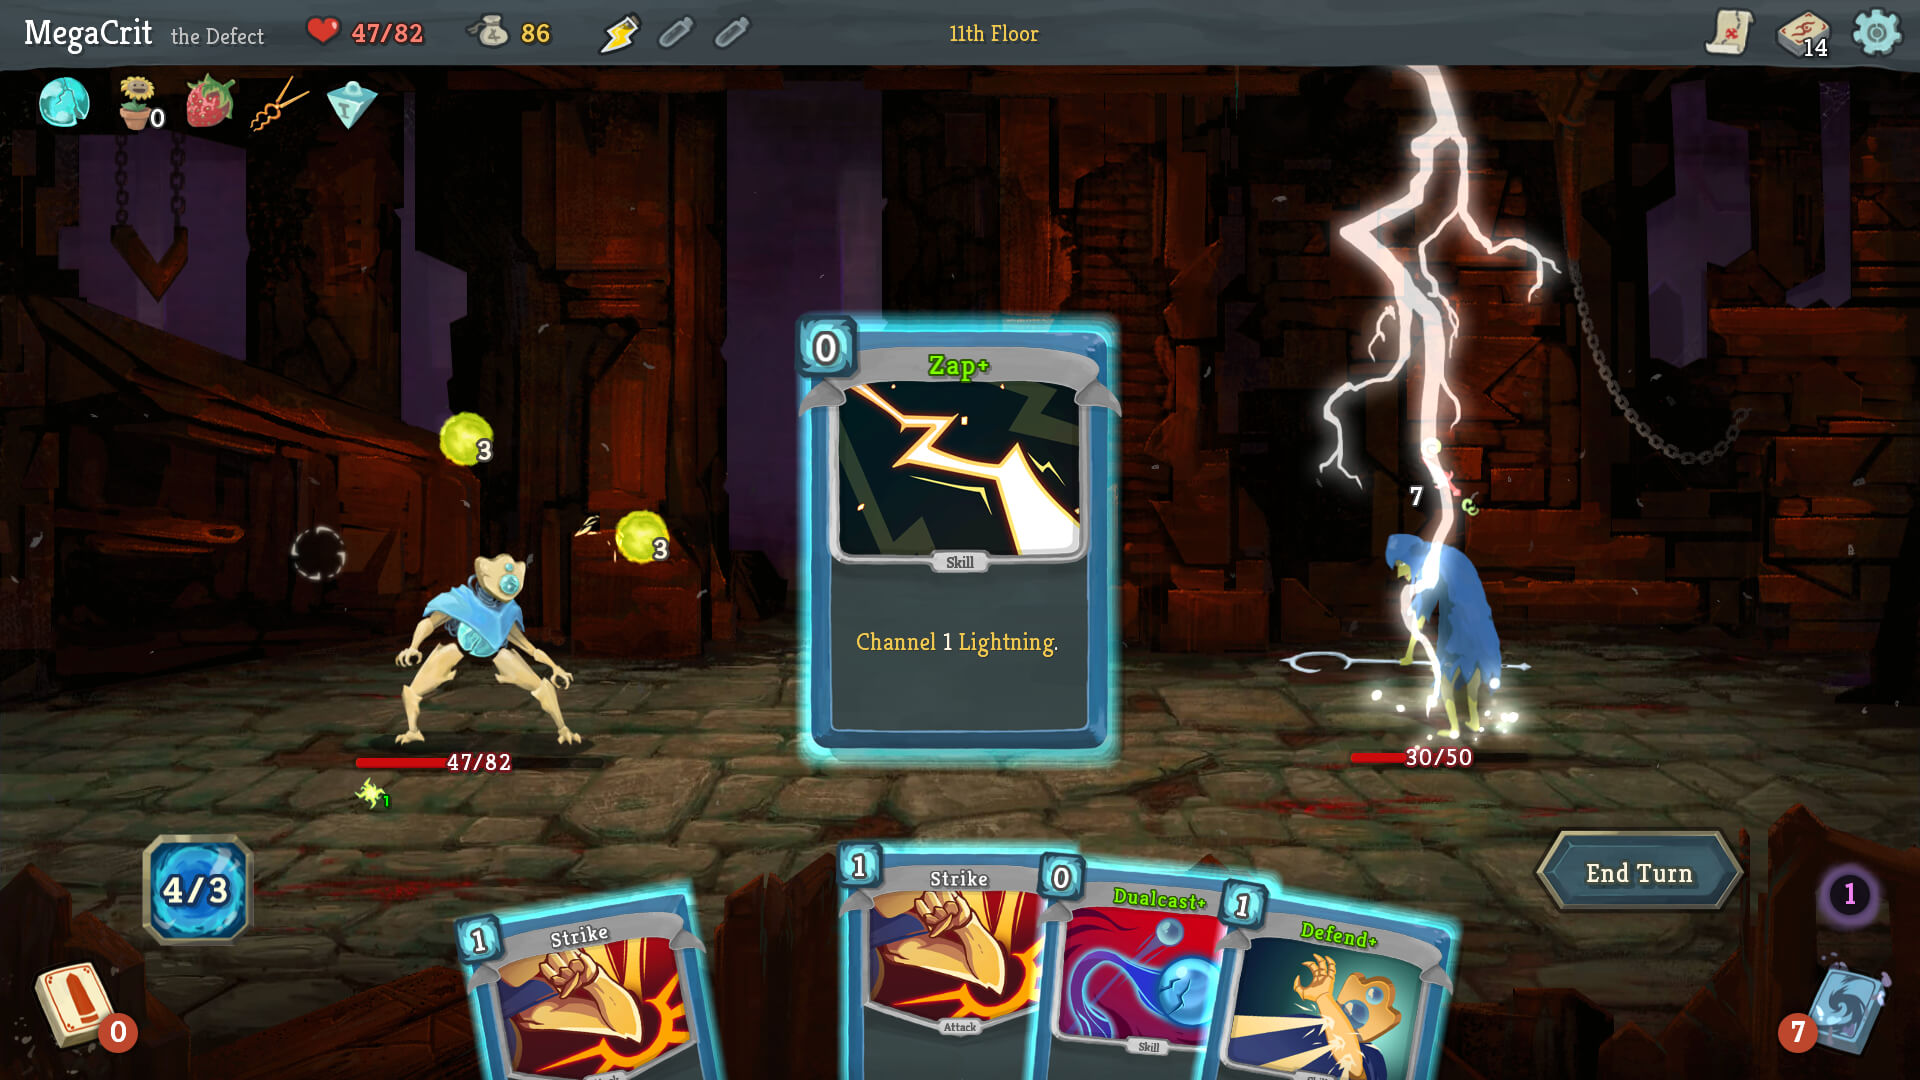 MegaCrit the Defect 47/82 86 11th Floor 14
0
T
3
3
0
Zap+
Skill
Channel 1 Lightning.
7
47/82
1
30/50
4/3
End Turn
1
1
Strike
1
Strike
Attack
0
Dualcast+
Skill
1
Defend+
0
7